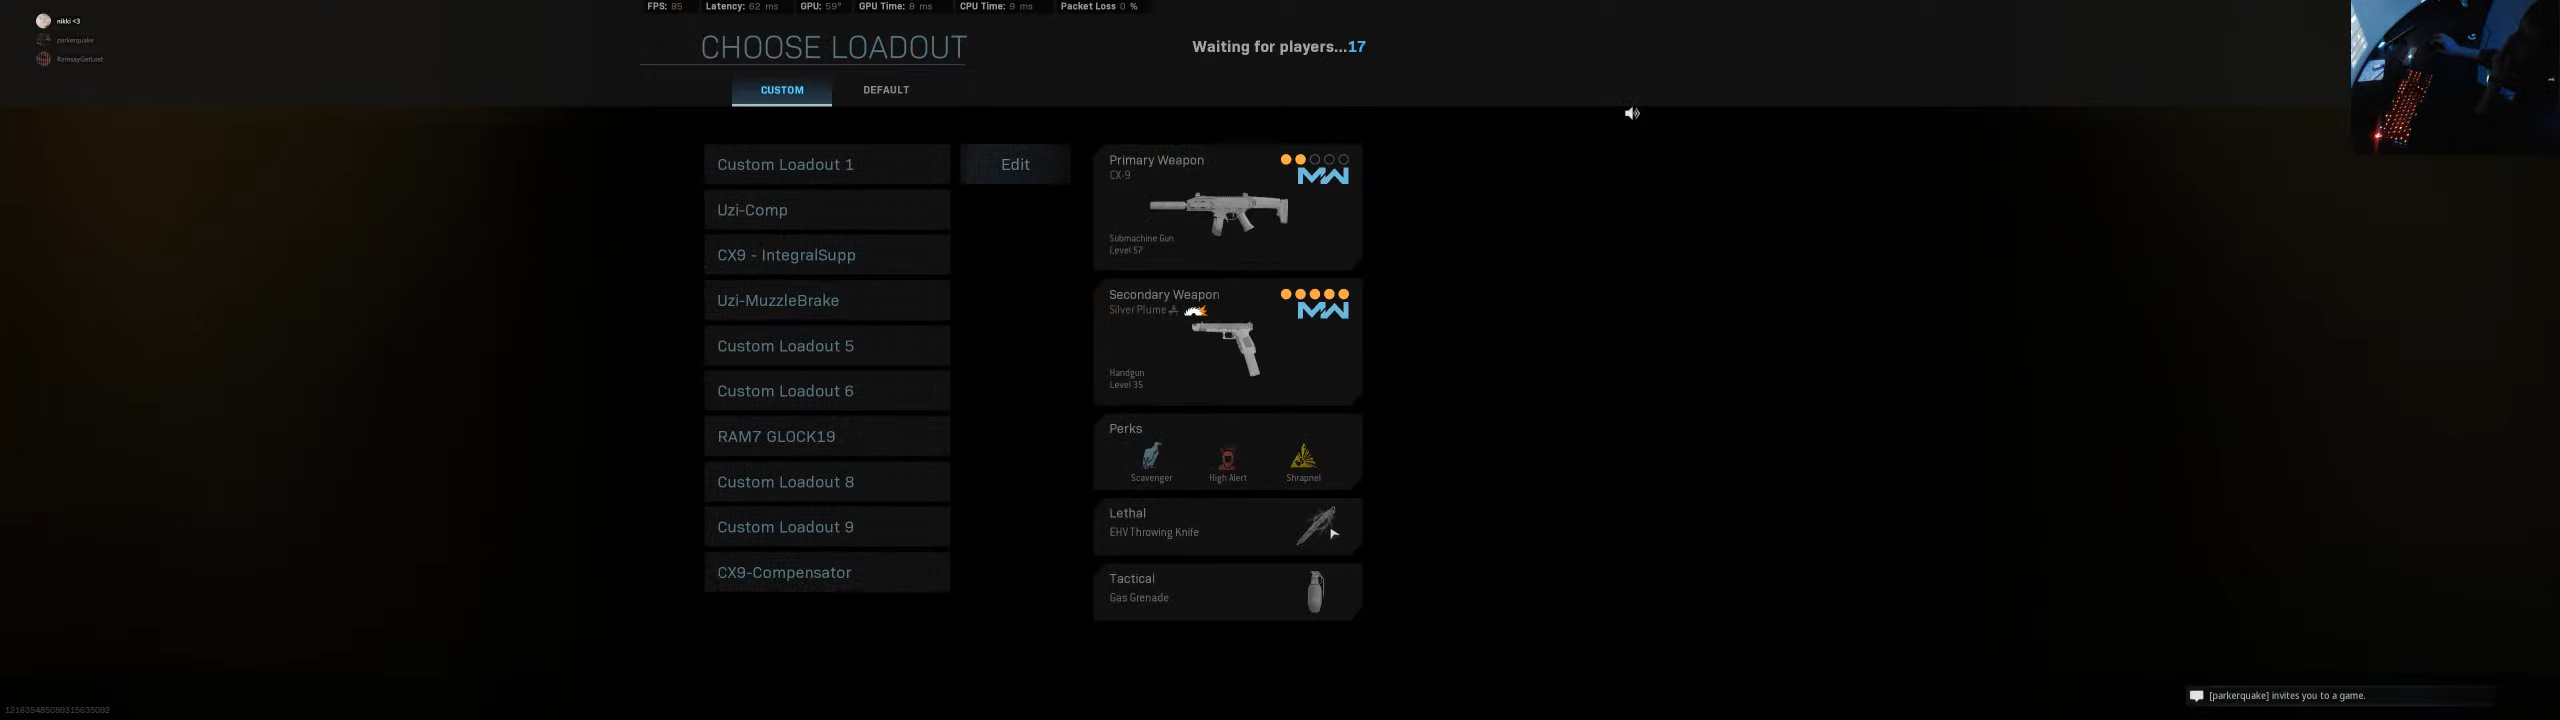 FPS: 95 Latency: 62 ms GPU: 59° GPU Time: 8 ms CPU Time: 9 ms Packet Loss 0 %
nikki <3
parkerquake
RamsayGetLost
CHOOSE LOADOUT
Waiting for players...17
CUSTOM DEFAULT
Custom Loadout 1
Edit
Uzi-Comp
CX9 - IntegralSupp
Uzi-MuzzleBrake
Custom Loadout 5
Custom Loadout 6
RAM7 GLOCK19
Custom Loadout 8
Custom Loadout 9
CX9-Compensator
Primary Weapon
CX-9
MW
Submachine Gun
Level 57
Secondary Weapon
Silver Plume
MW
Handgun
Level 35
Perks
Scavenger High Alert Shrapnel
Lethal
EHV Throwing Knife
Tactical
Gas Grenade
[parkerquake] invites you to a game.